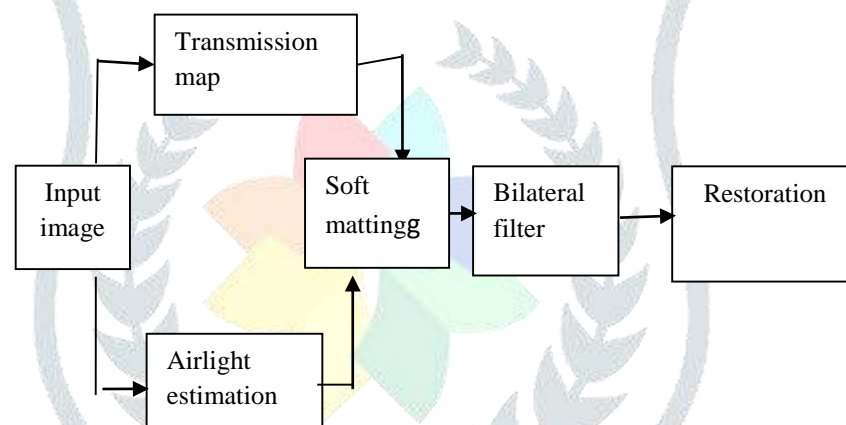 Transmission
map
Input
image
Soft
mattingg
Bilateral
filter
Restoration
Airlight
estimation